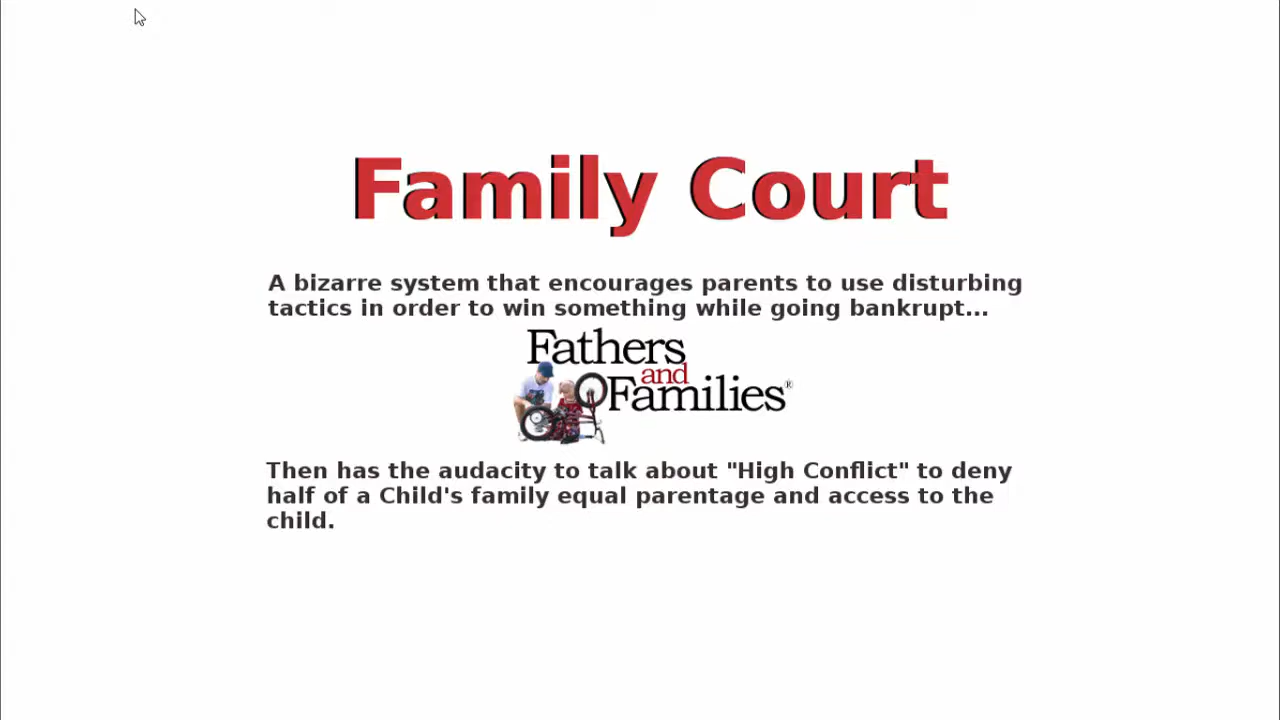 Family Court
A bizarre system that encourages parents to use disturbing
tactics in order to win something while going bankrupt...
Fathers
and
Families®
Then has the audacity to talk about "High Conflict" to deny
half of a Child's family equal parentage and access to the
child.